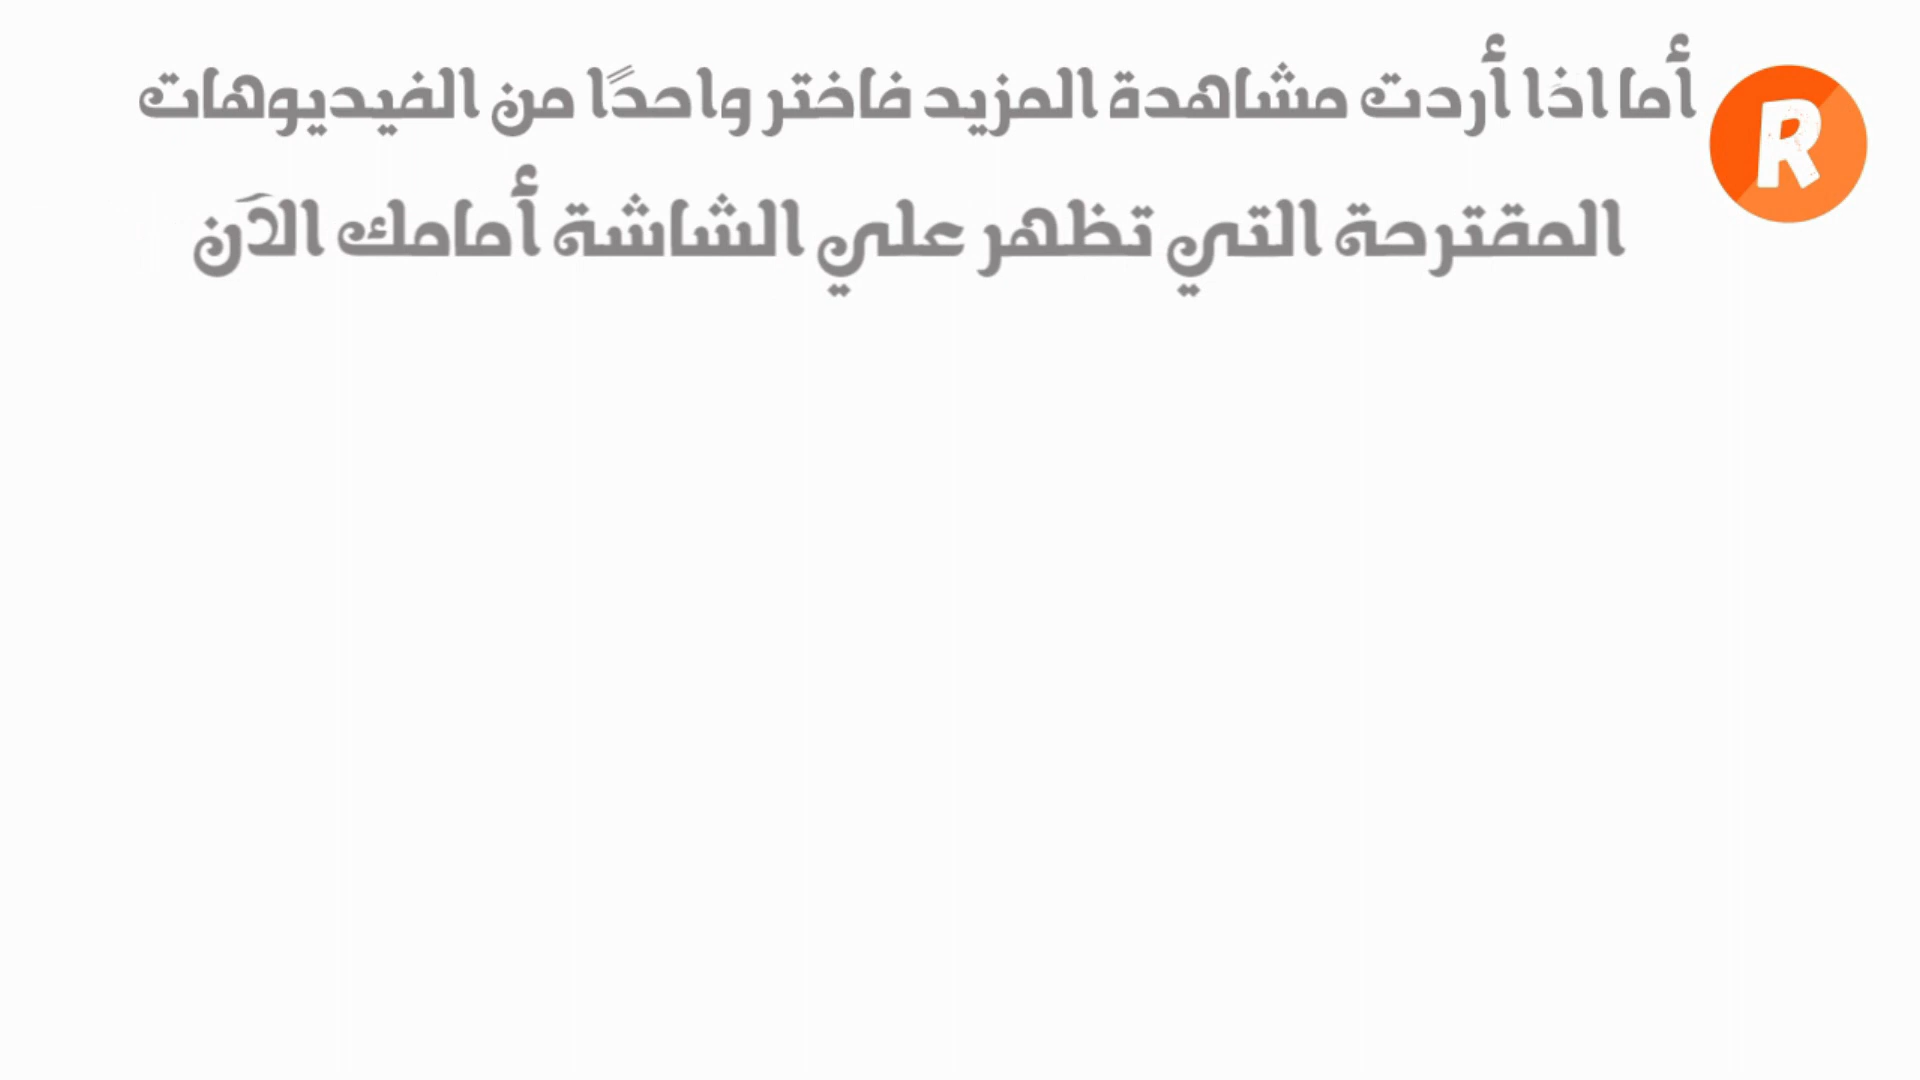 أما اذا أردت مشاهدة المزيد فاختر واحدًا من الفيديوهات
المقترحة التي تظهر علي الشاشة أمامك الآن
R